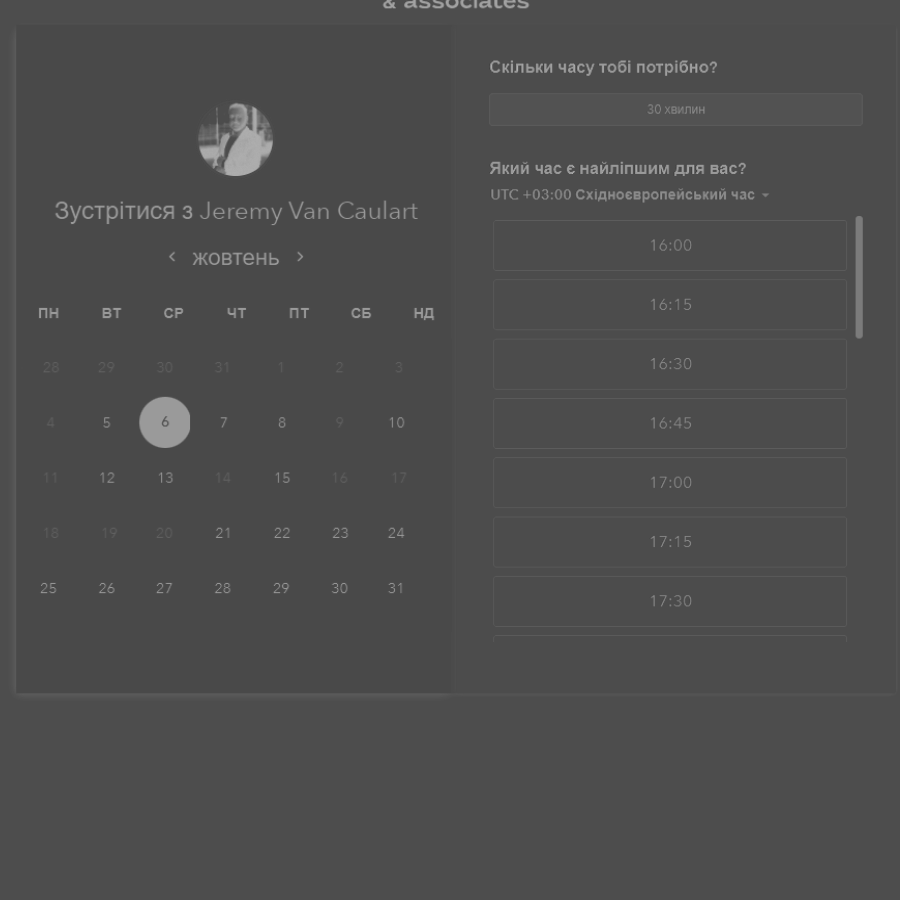 & associates
Зустрітися з Jeremy Van Caulart
жовтень
ПН ВТ СР ЧТ ПТ СБ НД
28 29 30 31 1 2 3
4 5 6 7 8 9 10
11 12 13 14 15 16 17
18 19 20 21 22 23 24
25 26 27 28 29 30 31
Скільки часу тобі потрібно?
30 хвилин
Який час є найліпшим для вас?
UTC +03:00 Східноєвропейський час
16:00
16:15
16:30
16:45
17:00
17:15
17:30